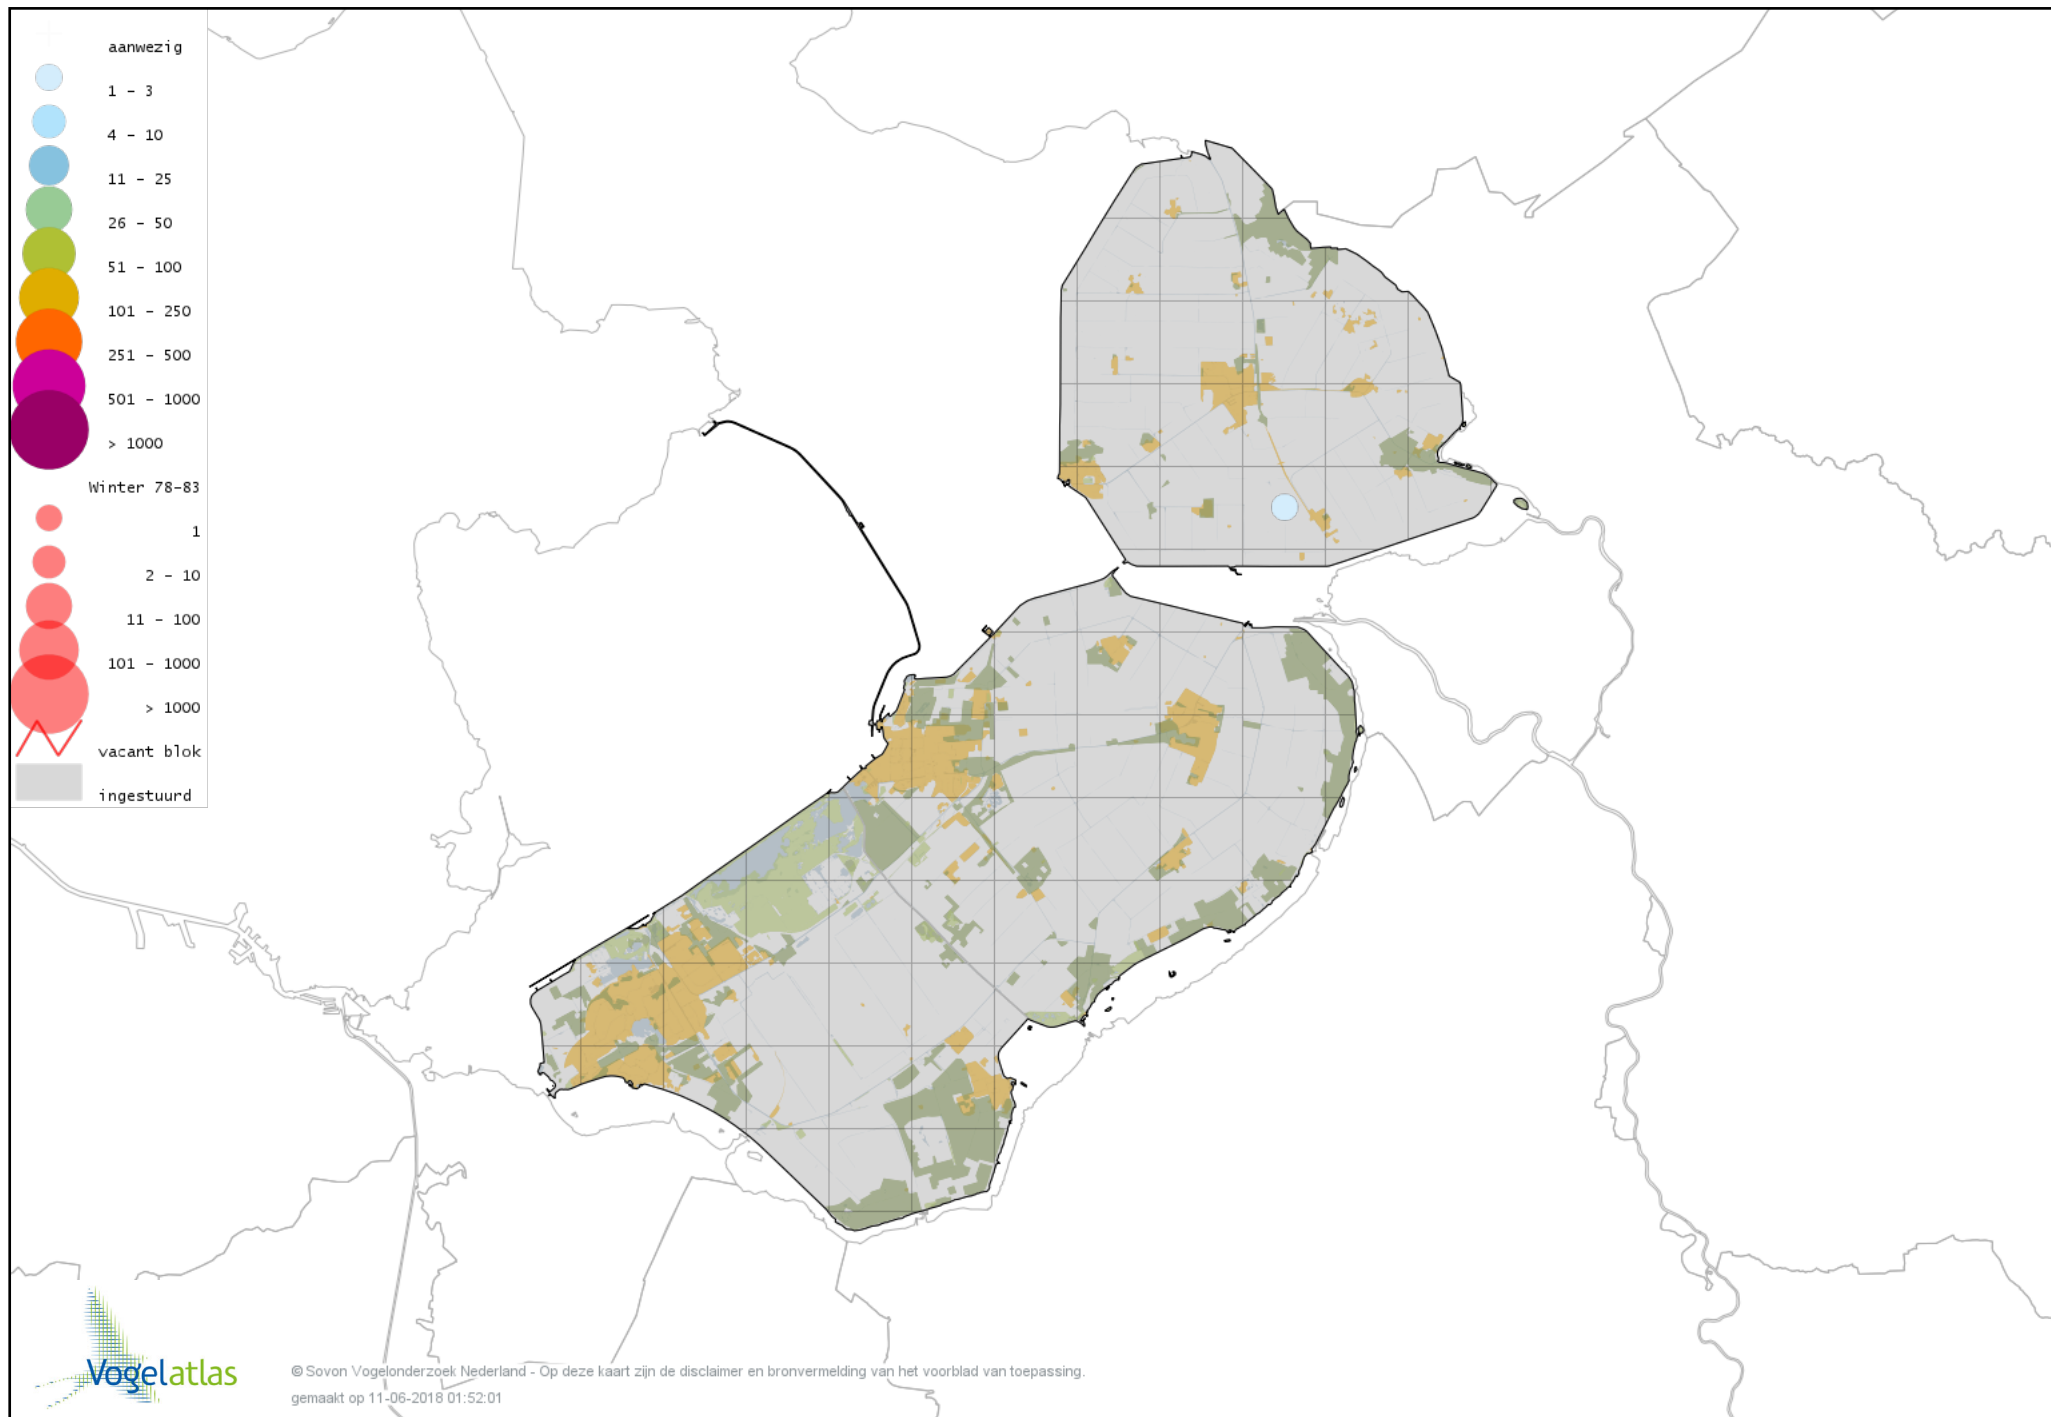 aanwezig
1 - 3
4 - 10
11 - 25
26 - 50
51 - 100
101 - 250
251 - 500
501 - 1000
> 1000
Winter 78-83
1
2 - 10
11 - 100
101 - 1000
> 1000
vacant blok
ingestuurd
Vogelatlas
© Sovon Vogelonderzoek Nederland - Op deze kaart zijn de disclaimer en bronvermelding van het voorblad van toepassing.
gemaakt op 11-06-2018 01:52:01